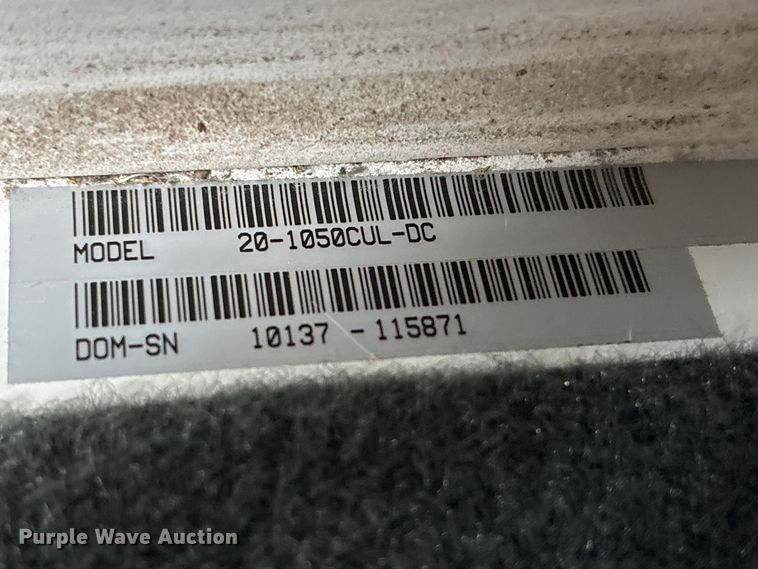 MODEL 20-1050CUL-DC
DOM-SN 10137 - 115871
Purple Wave Auction